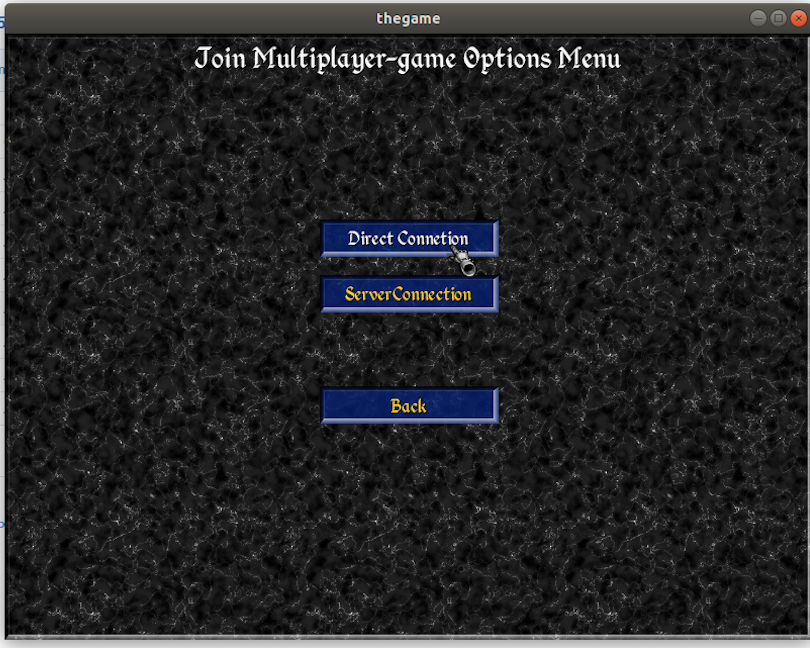 thegame
Join Multiplayer-game Options Menu
Direct Connetion
ServerConnection
Back